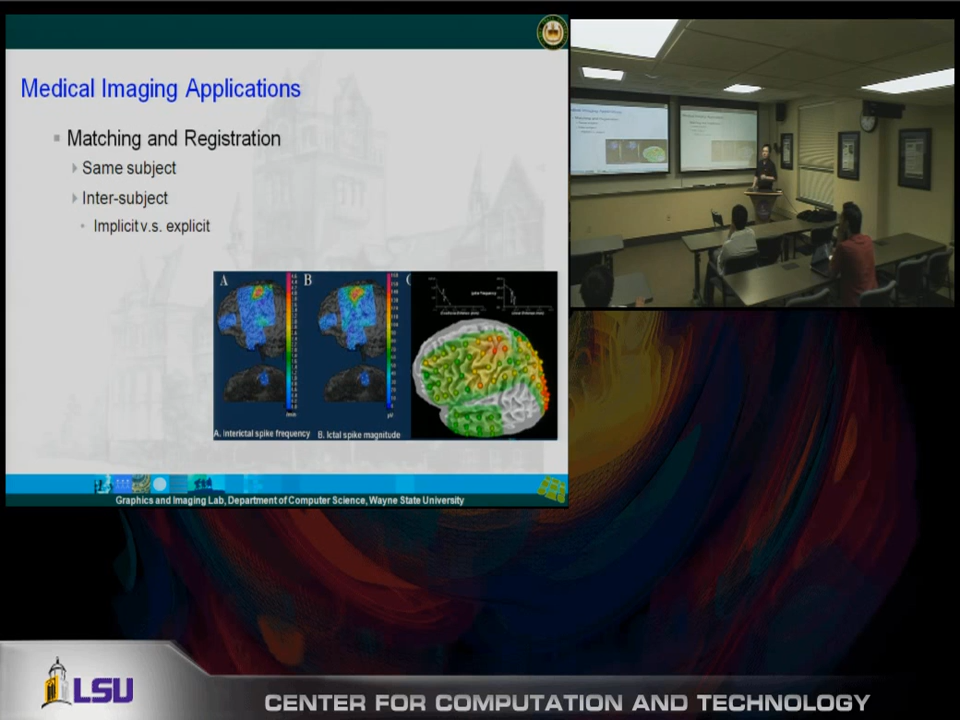 Medical Imaging Applications
Matching and Registration
Same subject
Inter-subject
Implicit v.s. explicit
A
B
A. Interictal spike frequency
B. Ictal spike magnitude
Graphics and Imaging Lab, Department of Computer Science, Wayne State University
LSU
CENTER FOR COMPUTATION AND TECHNOLOGY